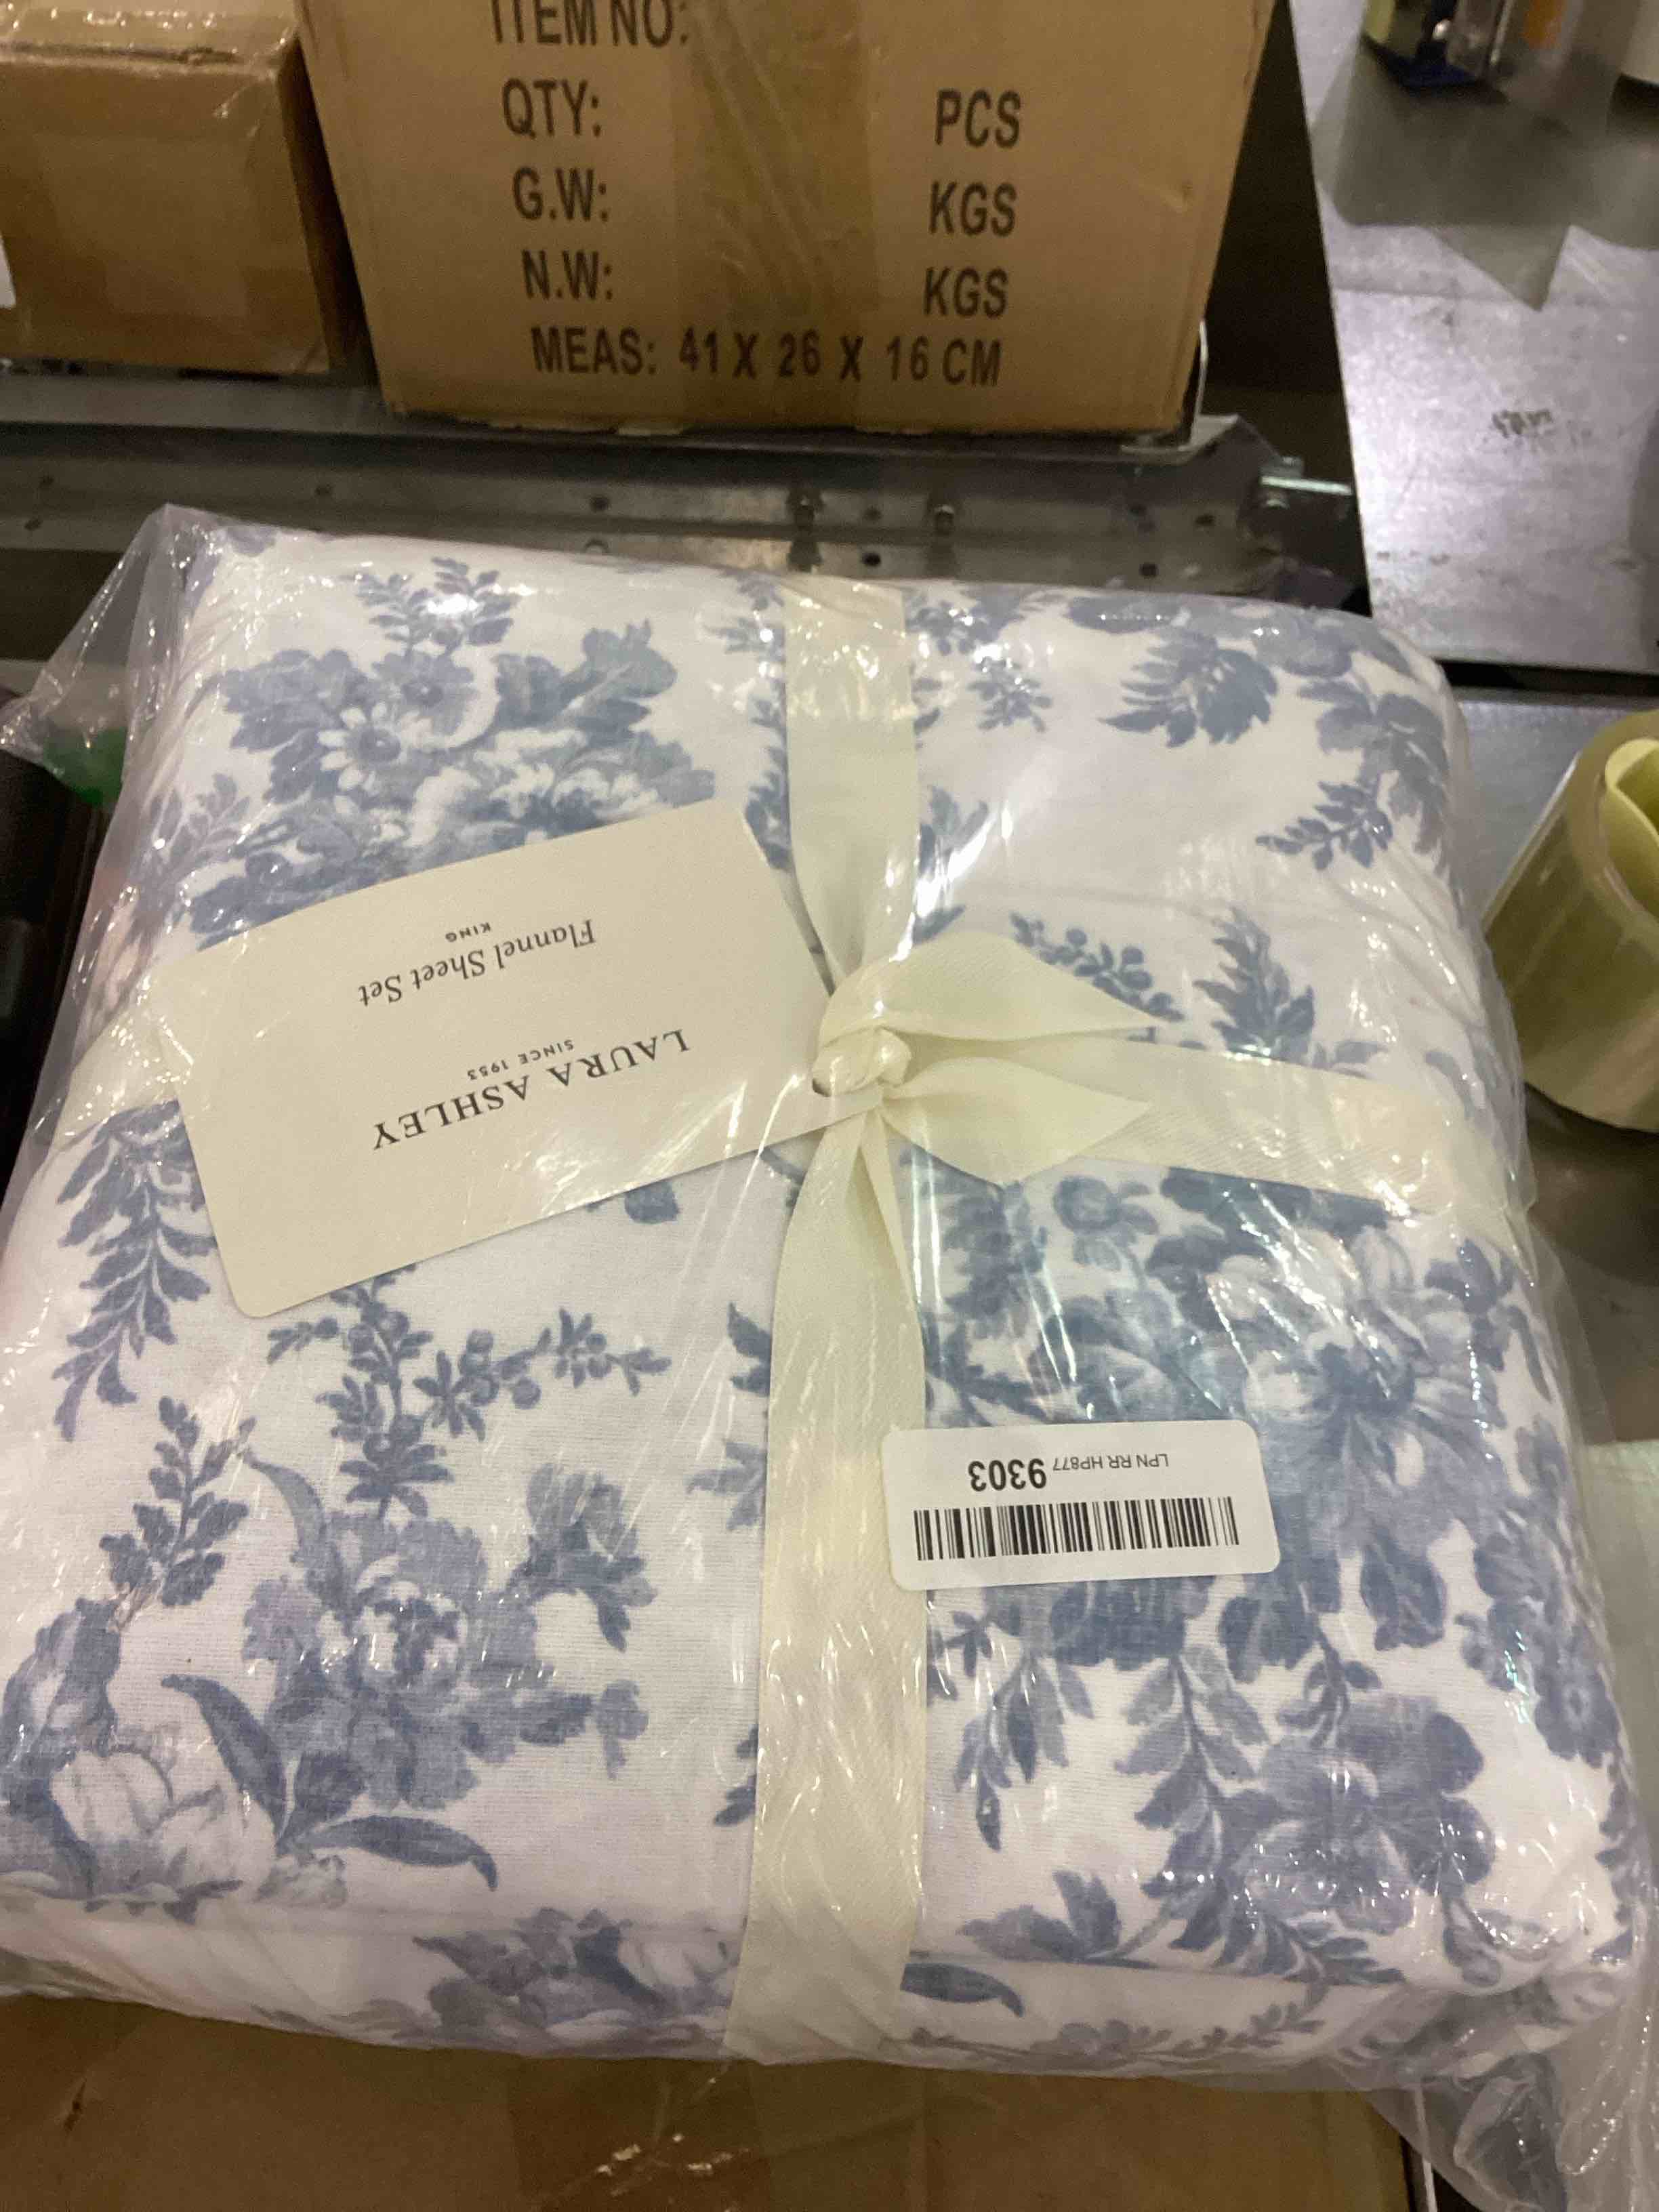 ITEM NO:
QTY: PCS
G.W: KGS
N.W: KGS
MEAS: 41 X 26 X 16 CM
LAURA ASHLEY
SINCE 1953
Flannel Sheet Set
KING
LPN RR HP877 9303